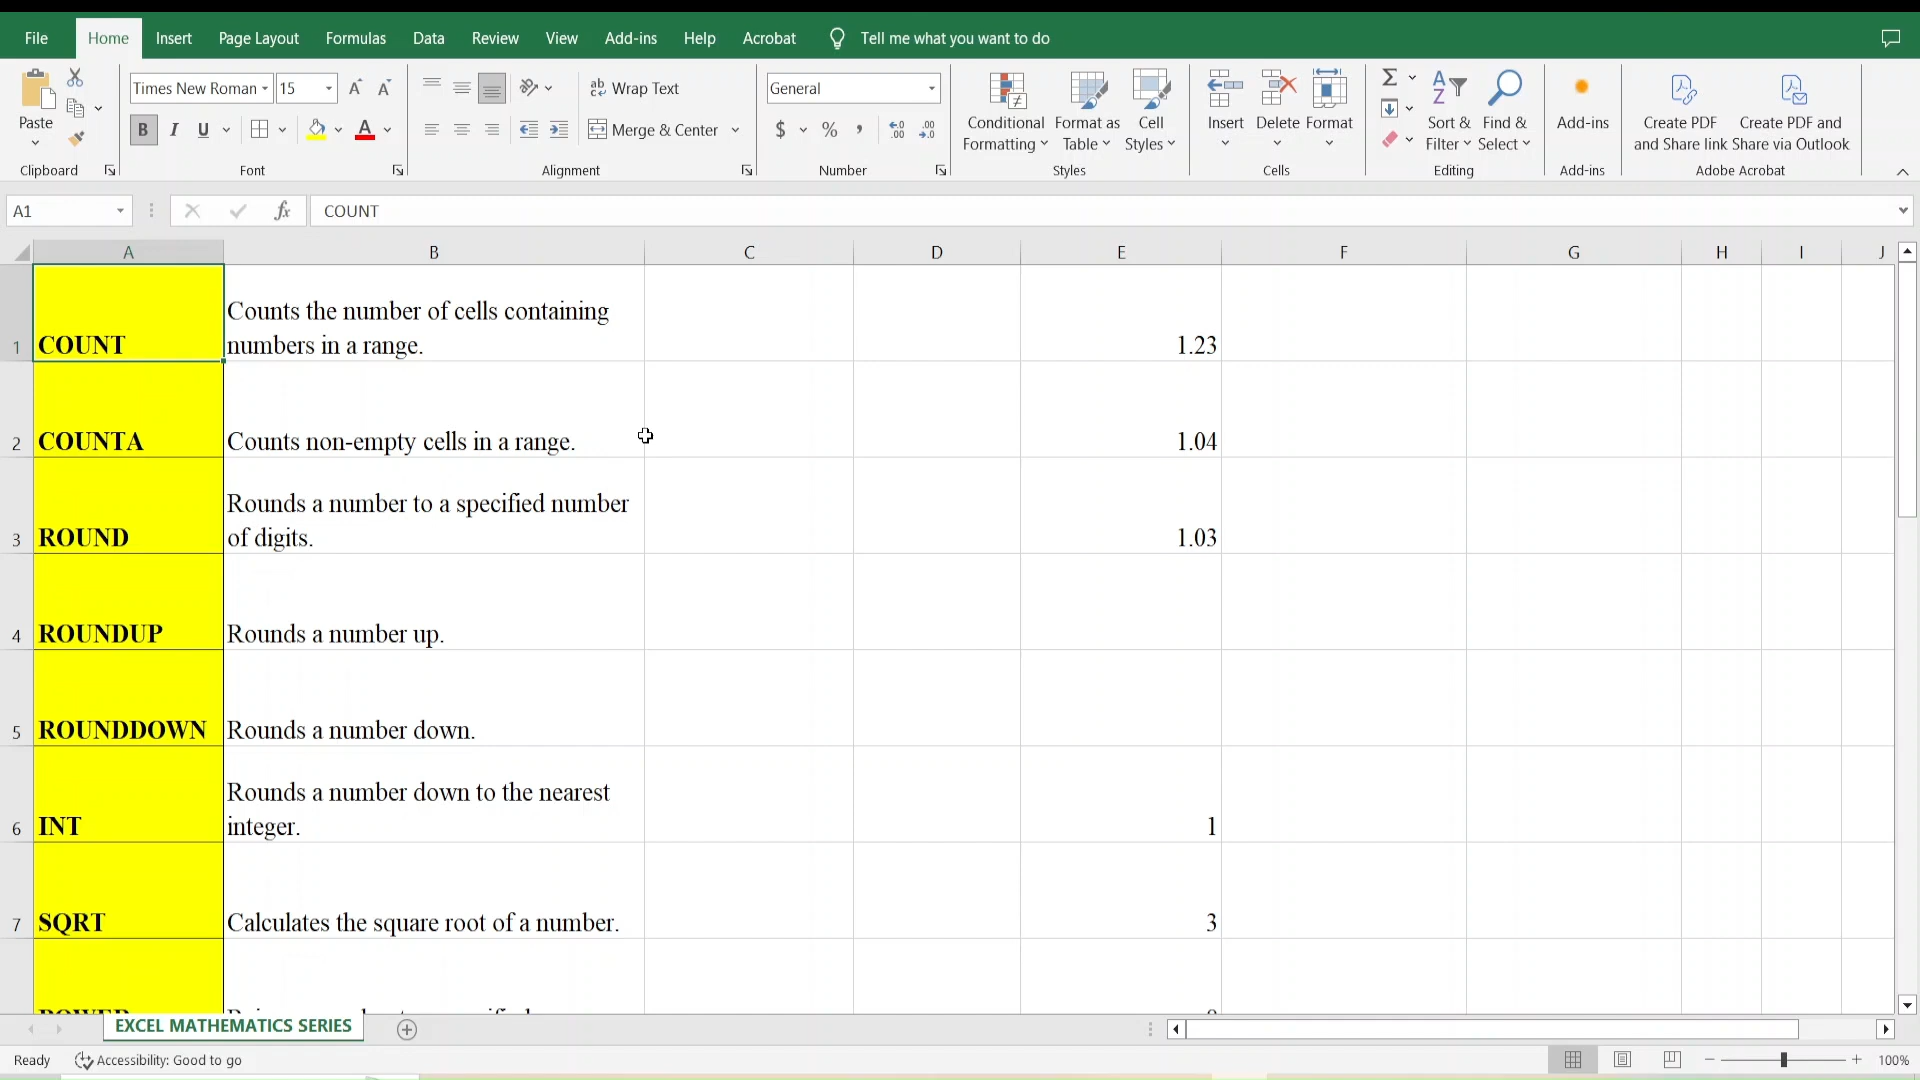 File Home Insert Page Layout Formulas Data Review View Add-ins Help Acrobat Tell me what you want to do
Times New Roman 15 Wrap Text General
Paste B I U Merge & Center $ % Conditional Formatting Format as Table Cell Styles Insert Delete Format Sort & Filter Find & Select Add-ins Create PDF and Share link Create PDF and Share via Outlook
Clipboard Font Alignment Number Styles Cells Editing Add-ins Adobe Acrobat
A1 fx COUNT
A B C D E F G H I J
Counts the number of cells containing
1 COUNT numbers in a range. 1.23
2 COUNTA Counts non-empty cells in a range. 1.04
Rounds a number to a specified number
3 ROUND of digits. 1.03
4 ROUNDUP Rounds a number up.
5 ROUNDDOWN Rounds a number down.
Rounds a number down to the nearest
6 INT integer. 1
7 SQRT Calculates the square root of a number. 3
EXCEL MATHEMATICS SERIES
Ready Accessibility: Good to go 100%